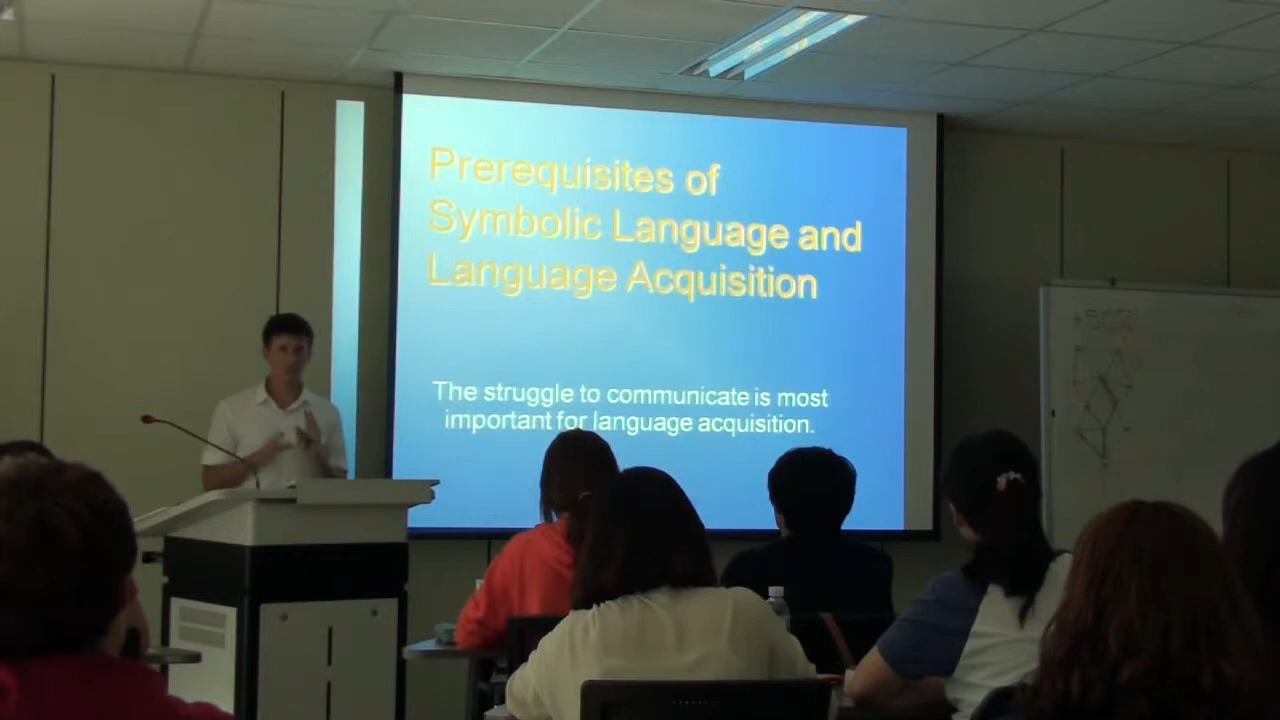 Prerequisites of
Symbolic Language and
Language Acquisition
The struggle to communicate is most
important for language acquisition.